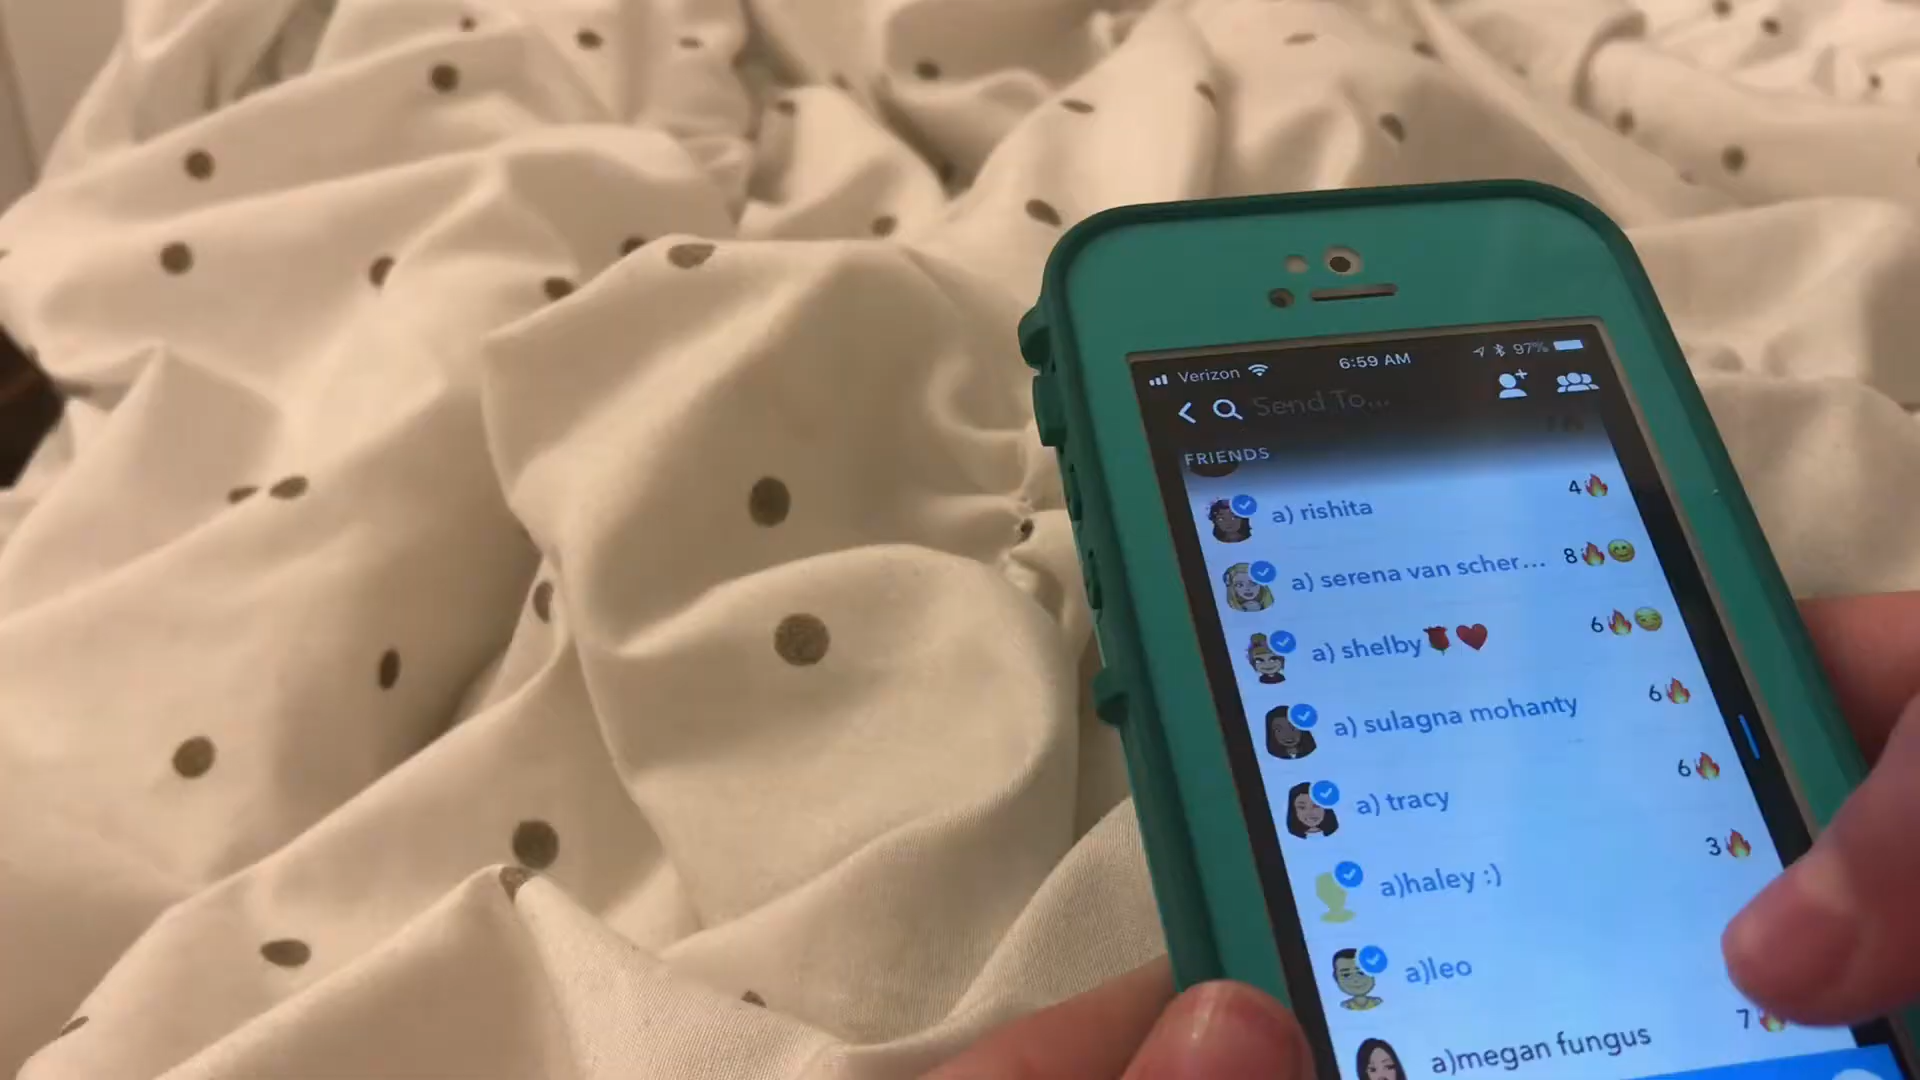 Verizon 6:59 AM 97%
Send To...
FRIENDS
a) rishita 4🔥
a) serena van scher... 8🔥😊
a) shelby🌹❤️ 6🔥😏
a) sulagna mohanty 6🔥
a) tracy 6🔥
a)haley :) 3🔥
a)leo
a)megan fungus 7🔥